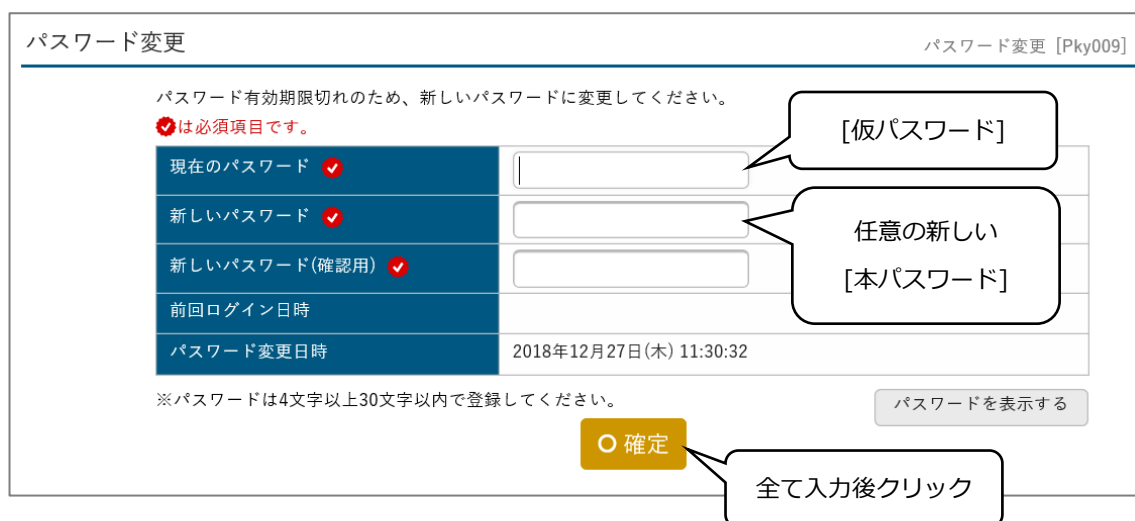 パスワード変更
パスワード変更 [Pky009]
パスワード有効期限切れのため、新しいパスワードに変更してください。
は必須項目です。
[仮パスワード]
現在のパスワード
新しいパスワード
任意の新しい
[本パスワード]
新しいパスワード(確認用)
前回ログイン日時
パスワード変更日時 2018年12月27日(木) 11:30:32
※パスワードは4文字以上30文字以内で登録してください。
パスワードを表示する
確定
全て入力後クリック